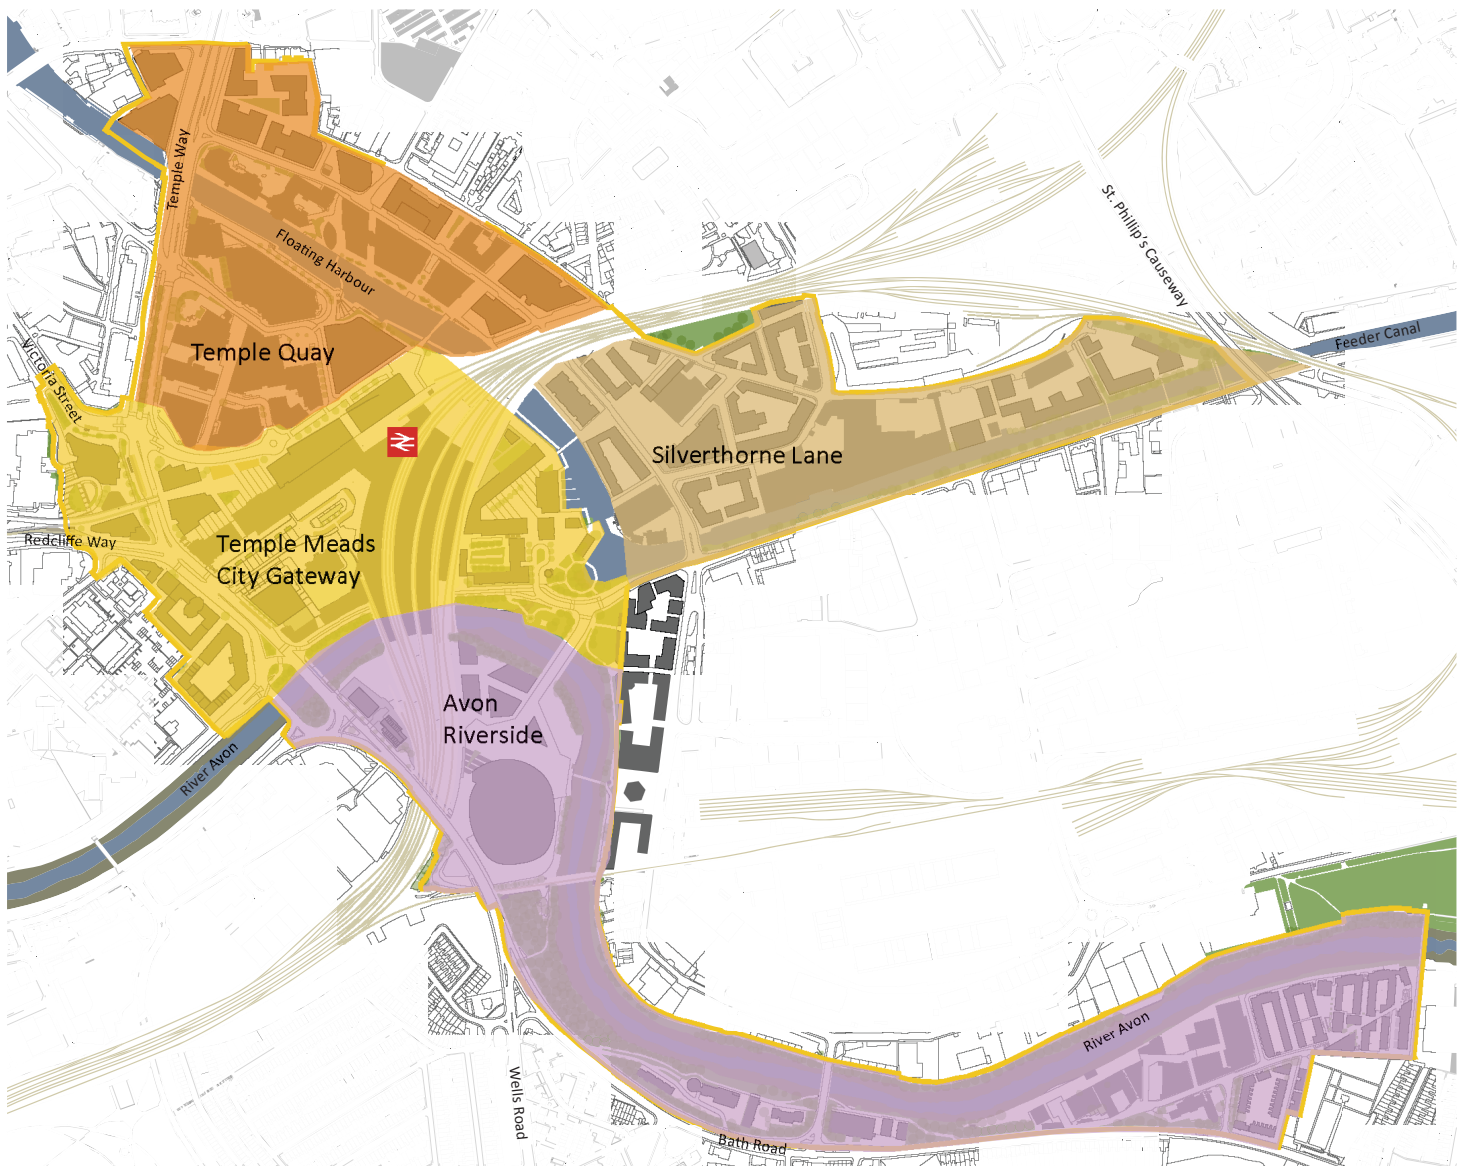 Temple Way
St. Phillip's Causeway
Floating Harbour
Feeder Canal
Victoria Street
Temple Quay
Silverthorne Lane
Redcliffe Way
Temple Meads
City Gateway
Avon
Riverside
River Avon
River Avon
Wells Road
Bath Road